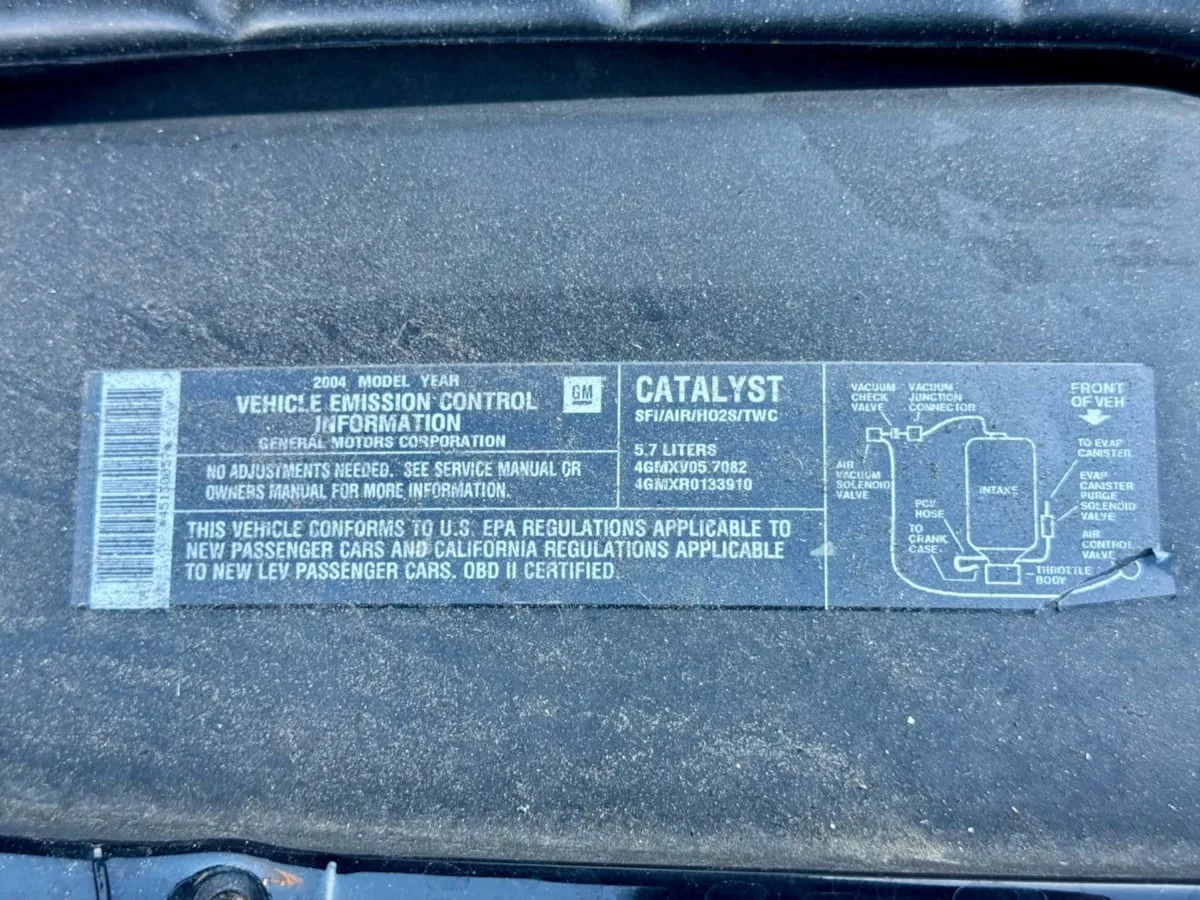 2004 MODEL YEAR
VEHICLE EMISSION CONTROL
INFORMATION
GENERAL MOTORS CORPORATION
GM
NO ADJUSTMENTS NEEDED. SEE SERVICE MANUAL OR
OWNERS MANUAL FOR MORE INFORMATION.
CATALYST
SFI/AIR/HO2S/TWC
5.7 LITERS
4GMXV05.7082
4GMXR0133910
THIS VEHICLE CONFORMS TO U.S. EPA REGULATIONS APPLICABLE TO
NEW PASSENGER CARS AND CALIFORNIA REGULATIONS APPLICABLE
TO NEW LEV PASSENGER CARS. OBD II CERTIFIED.
VACUUM
CHECK
VALVE
VACUUM
JUNCTION
CONNECTOR
FRONT
OF VEH
AIR
VACUUM
SOLENOID
VALVE
INTAKE
TO EVAP
CANISTER
EVAP
CANISTER
PURGE
SOLENOID
VALVE
PCV
HOSE
TO
CRANK
CASE.
AIR
CONTROL
VALVE
THROTTLE
BODY